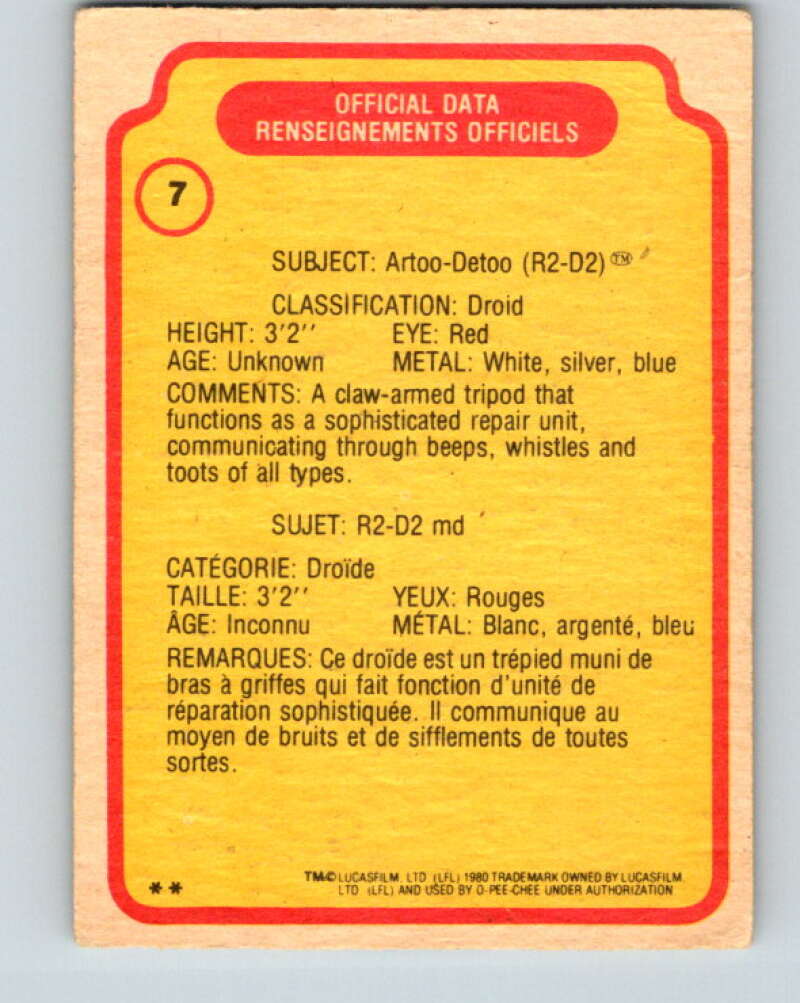 OFFICIAL DATA
RENSEIGNEMENTS OFFICIELS
7
SUBJECT: Artoo-Detoo (R2-D2)™
CLASSIFICATION: Droid
HEIGHT: 3'2'' EYE: Red
AGE: Unknown METAL: White, silver, blue
COMMENTS: A claw-armed tripod that
functions as a sophisticated repair unit,
communicating through beeps, whistles and
toots of all types.
SUJET: R2-D2 md
CATÉGORIE: Droïde
TAILLE: 3'2'' YEUX: Rouges
ÂGE: Inconnu MÉTAL: Blanc, argenté, bleu
REMARQUES: Ce droïde est un trépied muni de
bras à griffes qui fait fonction d'unité de
réparation sophistiquée. Il communique au
moyen de bruits et de sifflements de toutes
sortes.
** TM© LUCASFILM, LTD. (LFL) 1980 TRADEMARK OWNED BY LUCASFILM,
LTD. (LFL) AND USED BY O-PEE-CHEE UNDER AUTHORIZATION